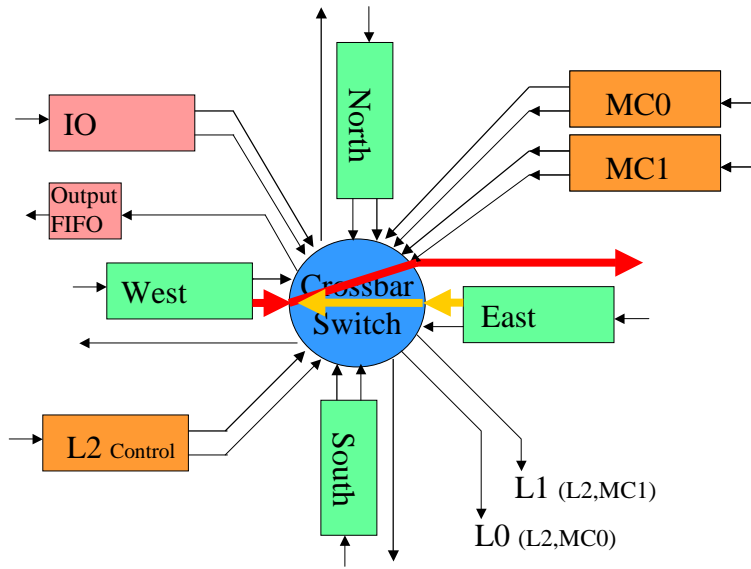 North
IO
MC0
MC1
Output
FIFO
West
Crossbar
Switch
East
L2 Control
South
L1 (L2,MC1)
L0 (L2,MC0)